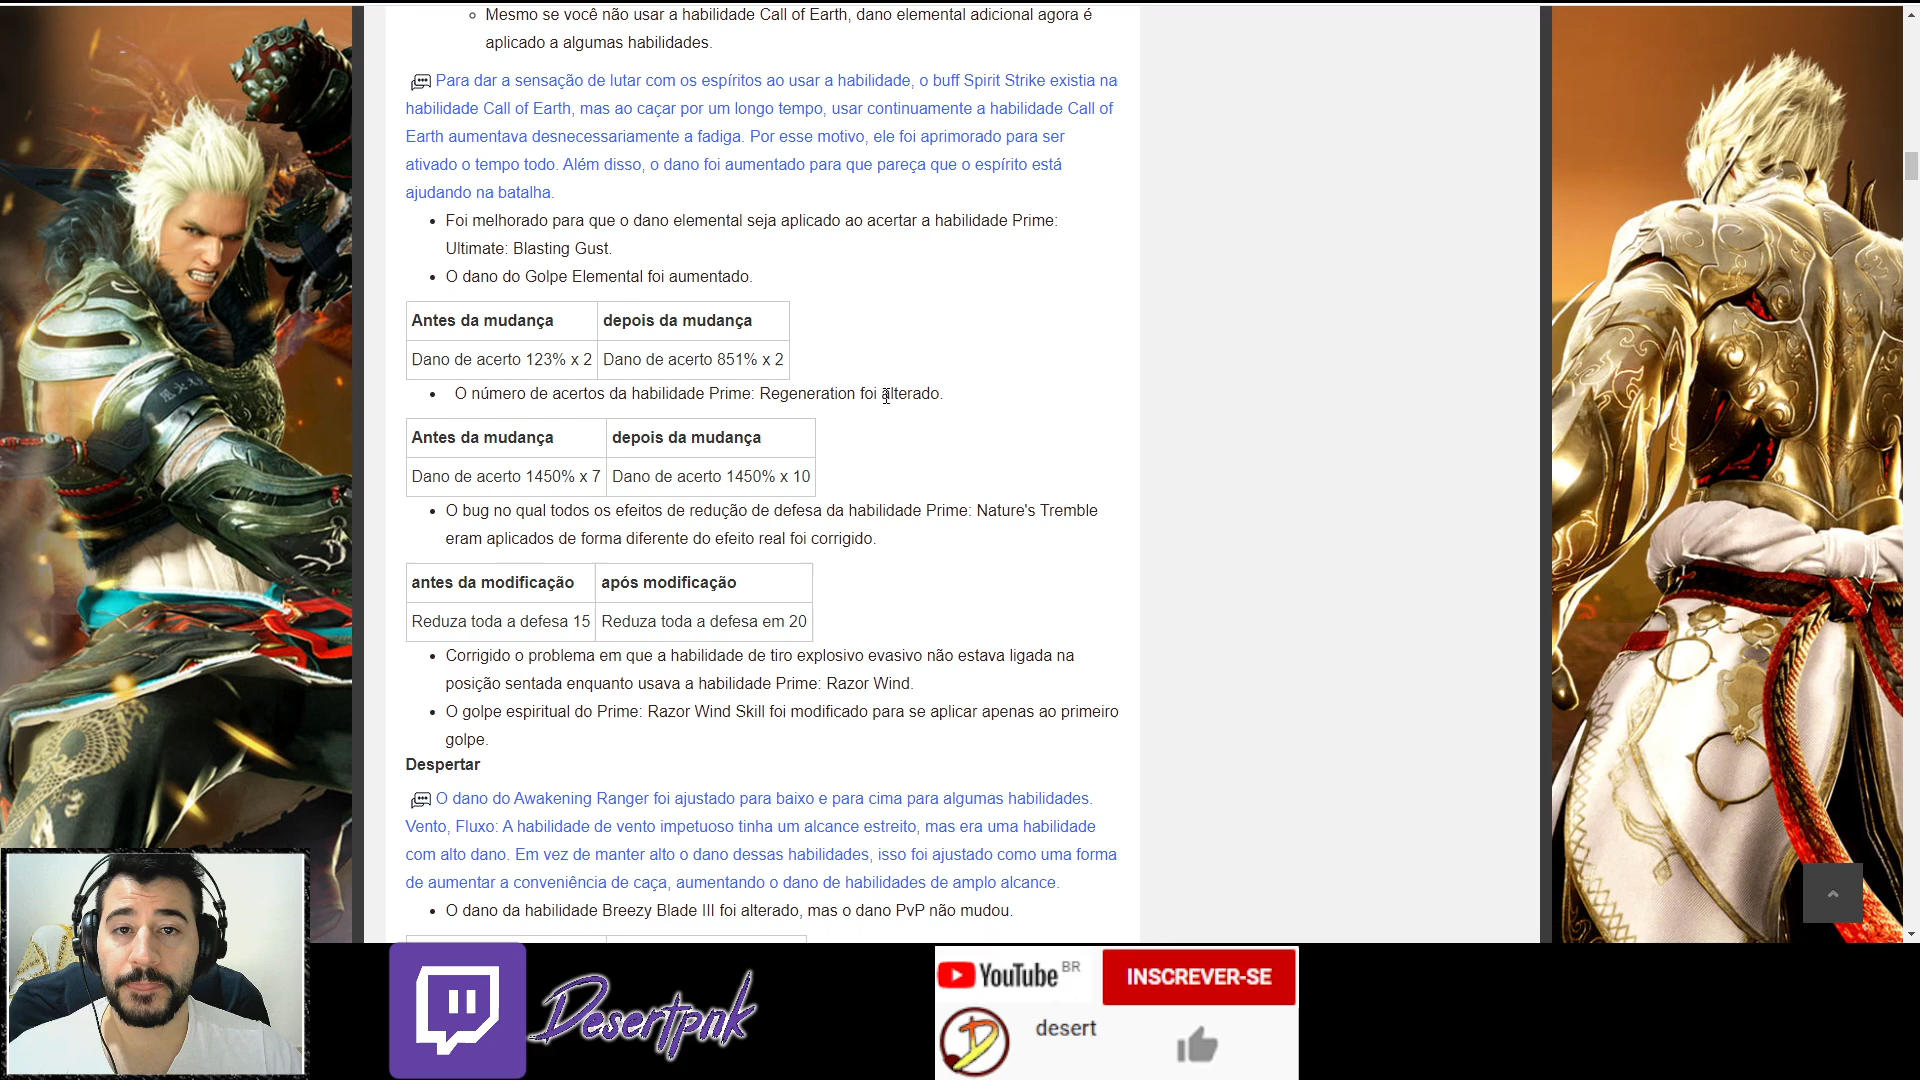 Mesmo se você não usar a habilidade Call of Earth, dano elemental adicional agora é
aplicado a algumas habilidades.
Para dar a sensação de lutar com os espíritos ao usar a habilidade, o buff Spirit Strike existia na
habilidade Call of Earth, mas ao caçar por um longo tempo, usar continuamente a habilidade Call of
Earth aumentava desnecessariamente a fadiga. Por esse motivo, ele foi aprimorado para ser
ativado o tempo todo. Além disso, o dano foi aumentado para que pareça que o espírito está
ajudando na batalha.
Foi melhorado para que o dano elemental seja aplicado ao acertar a habilidade Prime:
Ultimate: Blasting Gust.
O dano do Golpe Elemental foi aumentado.
Antes da mudança depois da mudança
Dano de acerto 123% x 2 Dano de acerto 851% x 2
O número de acertos da habilidade Prime: Regeneration foi alterado.
Antes da mudança depois da mudança
Dano de acerto 1450% x 7 Dano de acerto 1450% x 10
O bug no qual todos os efeitos de redução de defesa da habilidade Prime: Nature's Tremble
eram aplicados de forma diferente do efeito real foi corrigido.
antes da modificação após modificação
Reduza toda a defesa 15 Reduza toda a defesa em 20
Corrigido o problema em que a habilidade de tiro explosivo evasivo não estava ligada na
posição sentada enquanto usava a habilidade Prime: Razor Wind.
O golpe espiritual do Prime: Razor Wind Skill foi modificado para se aplicar apenas ao primeiro
golpe.
Despertar
O dano do Awakening Ranger foi ajustado para baixo e para cima para algumas habilidades.
Vento, Fluxo: A habilidade de vento impetuoso tinha um alcance estreito, mas era uma habilidade
com alto dano. Em vez de manter alto o dano dessas habilidades, isso foi ajustado como uma forma
de aumentar a conveniência de caça, aumentando o dano de habilidades de amplo alcance.
O dano da habilidade Breezy Blade III foi alterado, mas o dano PvP não mudou.
Desertpnk
YouTube BR
INSCREVER-SE
desert